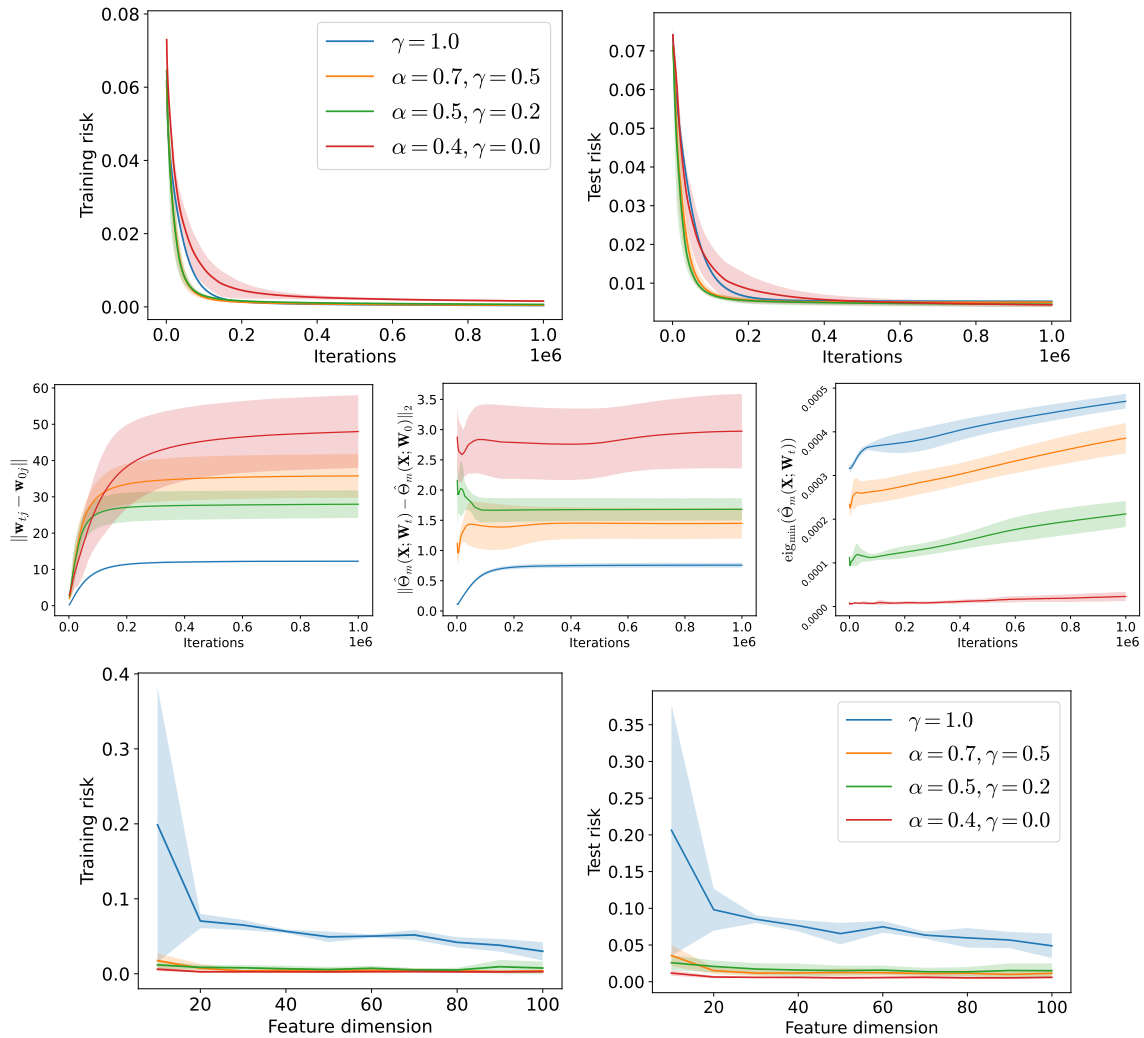 0.08
0.06
0.04
0.02
0.00
Training risk
0.0 0.2 0.4 0.6 0.8 1.0
Iterations
1e6
γ = 1.0
α = 0.7, γ = 0.5
α = 0.5, γ = 0.2
α = 0.4, γ = 0.0
0.07
0.06
0.05
0.04
0.03
0.02
0.01
Test risk
0.0 0.2 0.4 0.6 0.8 1.0
Iterations
1e6
60
50
40
30
20
10
0
||w_{tj} − w_{0j}||
0.0 0.2 0.4 0.6 0.8 1.0
Iterations
1e6
3.5
3.0
2.5
2.0
1.5
1.0
0.5
0.0
||Θ̂_m(X; W_t) − Θ̂_m(X; W_0)||_2
0.0 0.2 0.4 0.6 0.8 1.0
Iterations
1e6
0.0005
0.0004
0.0003
0.0002
0.0001
0.0000
eig_min(Θ̂_m(X; W_t))
0.0 0.2 0.4 0.6 0.8 1.0
Iterations
1e6
0.4
0.3
0.2
0.1
0.0
Training risk
20 40 60 80 100
Feature dimension
0.35
0.30
0.25
0.20
0.15
0.10
0.05
0.00
Test risk
20 40 60 80 100
Feature dimension
γ = 1.0
α = 0.7, γ = 0.5
α = 0.5, γ = 0.2
α = 0.4, γ = 0.0